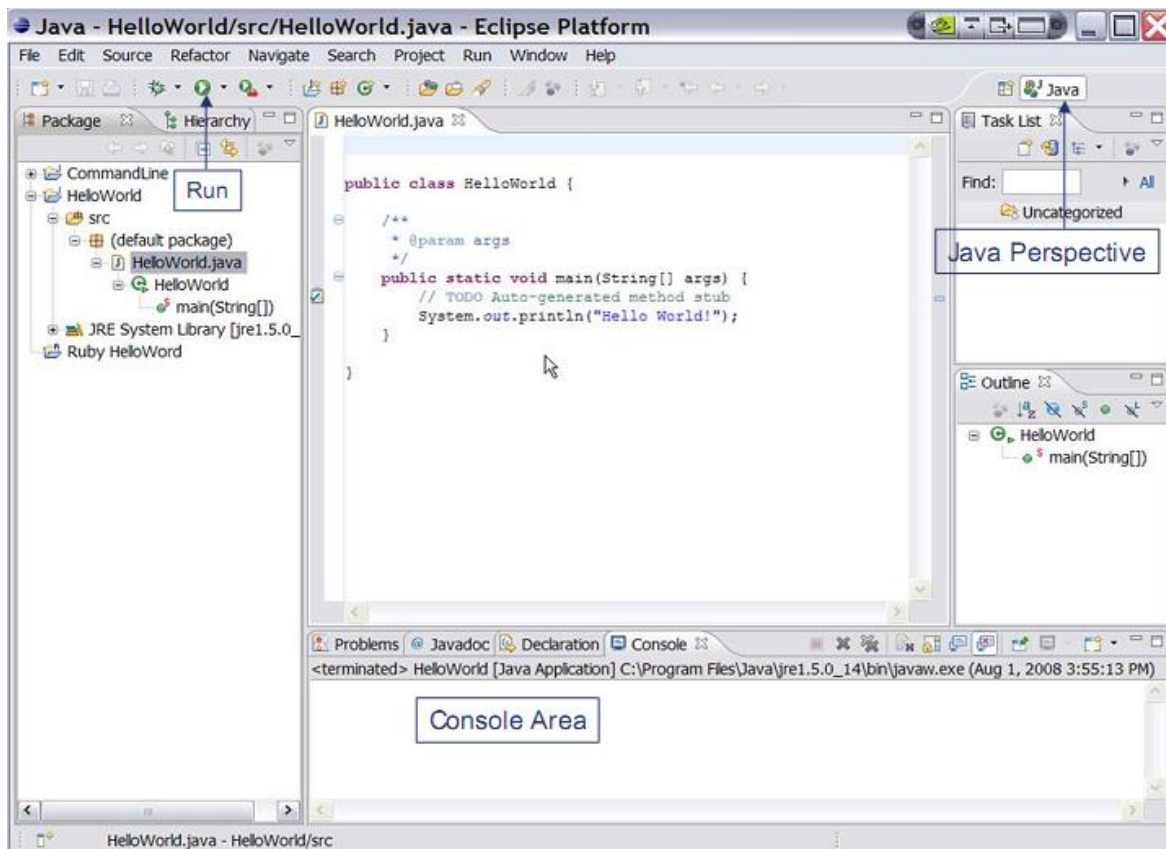 Java - HelloWorld/src/HelloWorld.java - Eclipse Platform
File Edit Source Refactor Navigate Search Project Run Window Help
Java
Package
Hierarchy
CommandLine
HelloWorld
src
(default package)
HelloWorld.java
HelloWorld
main(String[])
JRE System Library [jre1.5.0_
Ruby HelloWord
Run
HelloWorld.java
public class HelloWorld {
/**
* @param args
*/
public static void main(String[] args) {
// TODO Auto-generated method stub
System.out.println("Hello World!");
}
}
Task List
Find:
All
Uncategorized
Java Perspective
Outline
HelloWorld
main(String[])
Problems @ Javadoc Declaration Console
<terminated> HelloWorld [Java Application] C:\Program Files\Java\jre1.5.0_14\bin\javaw.exe (Aug 1, 2008 3:55:13 PM)
Console Area
HelloWorld.java - HelloWorld/src